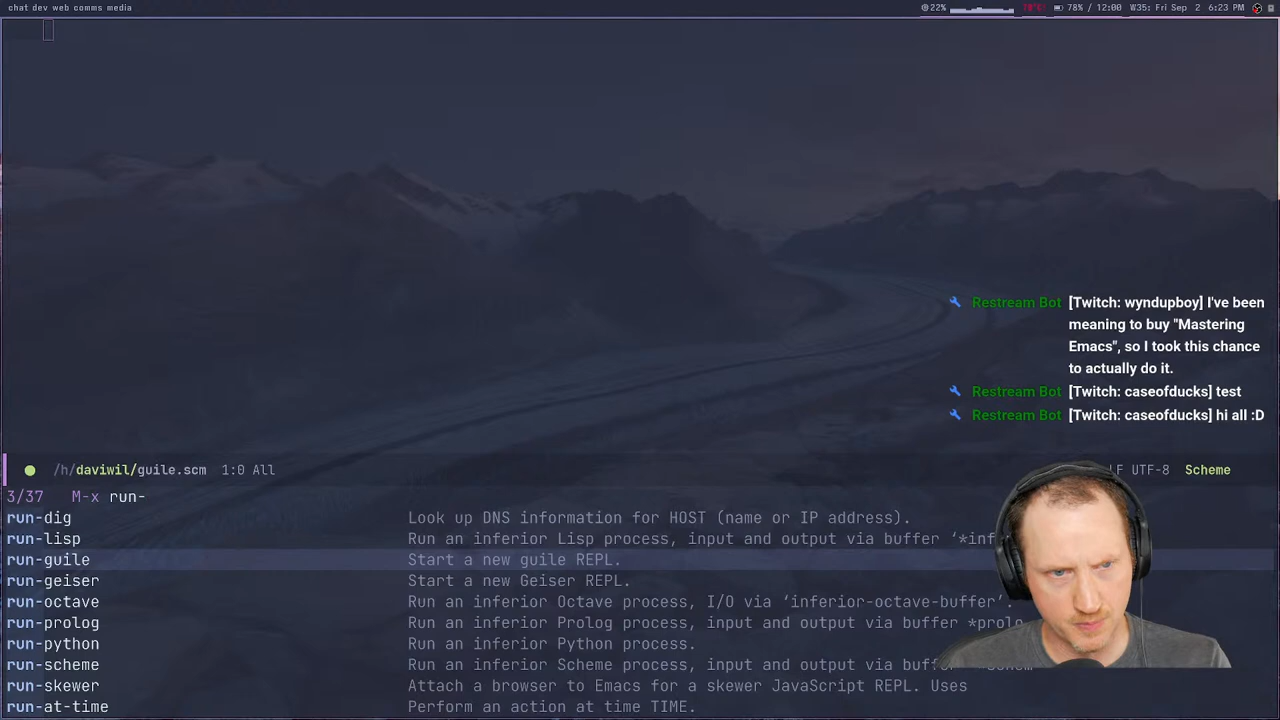 chat dev web comms media
22%
78% / 12:00 W35: Fri Sep 2 6:23 PM
Restream Bot [Twitch: wyndupboy] I've been
meaning to buy "Mastering
Emacs", so I took this chance
to actually do it.
Restream Bot [Twitch: caseofducks] test
Restream Bot [Twitch: caseofducks] hi all :D
/h/daviwil/guile.scm 1:0 All LF UTF-8 Scheme
3/37 M-x run-
run-dig Look up DNS information for HOST (name or IP address).
run-lisp Run an inferior Lisp process, input and output via buffer ‘*inf
run-guile Start a new guile REPL.
run-geiser Start a new Geiser REPL.
run-octave Run an inferior Octave process, I/O via ‘inferior-octave-buffer’.
run-prolog Run an inferior Prolog process, input and output via buffer *prolo
run-python Run an inferior Python process.
run-scheme Run an inferior Scheme process, input and output via buffer
run-skewer Attach a browser to Emacs for a skewer JavaScript REPL. Uses
run-at-time Perform an action at time TIME.